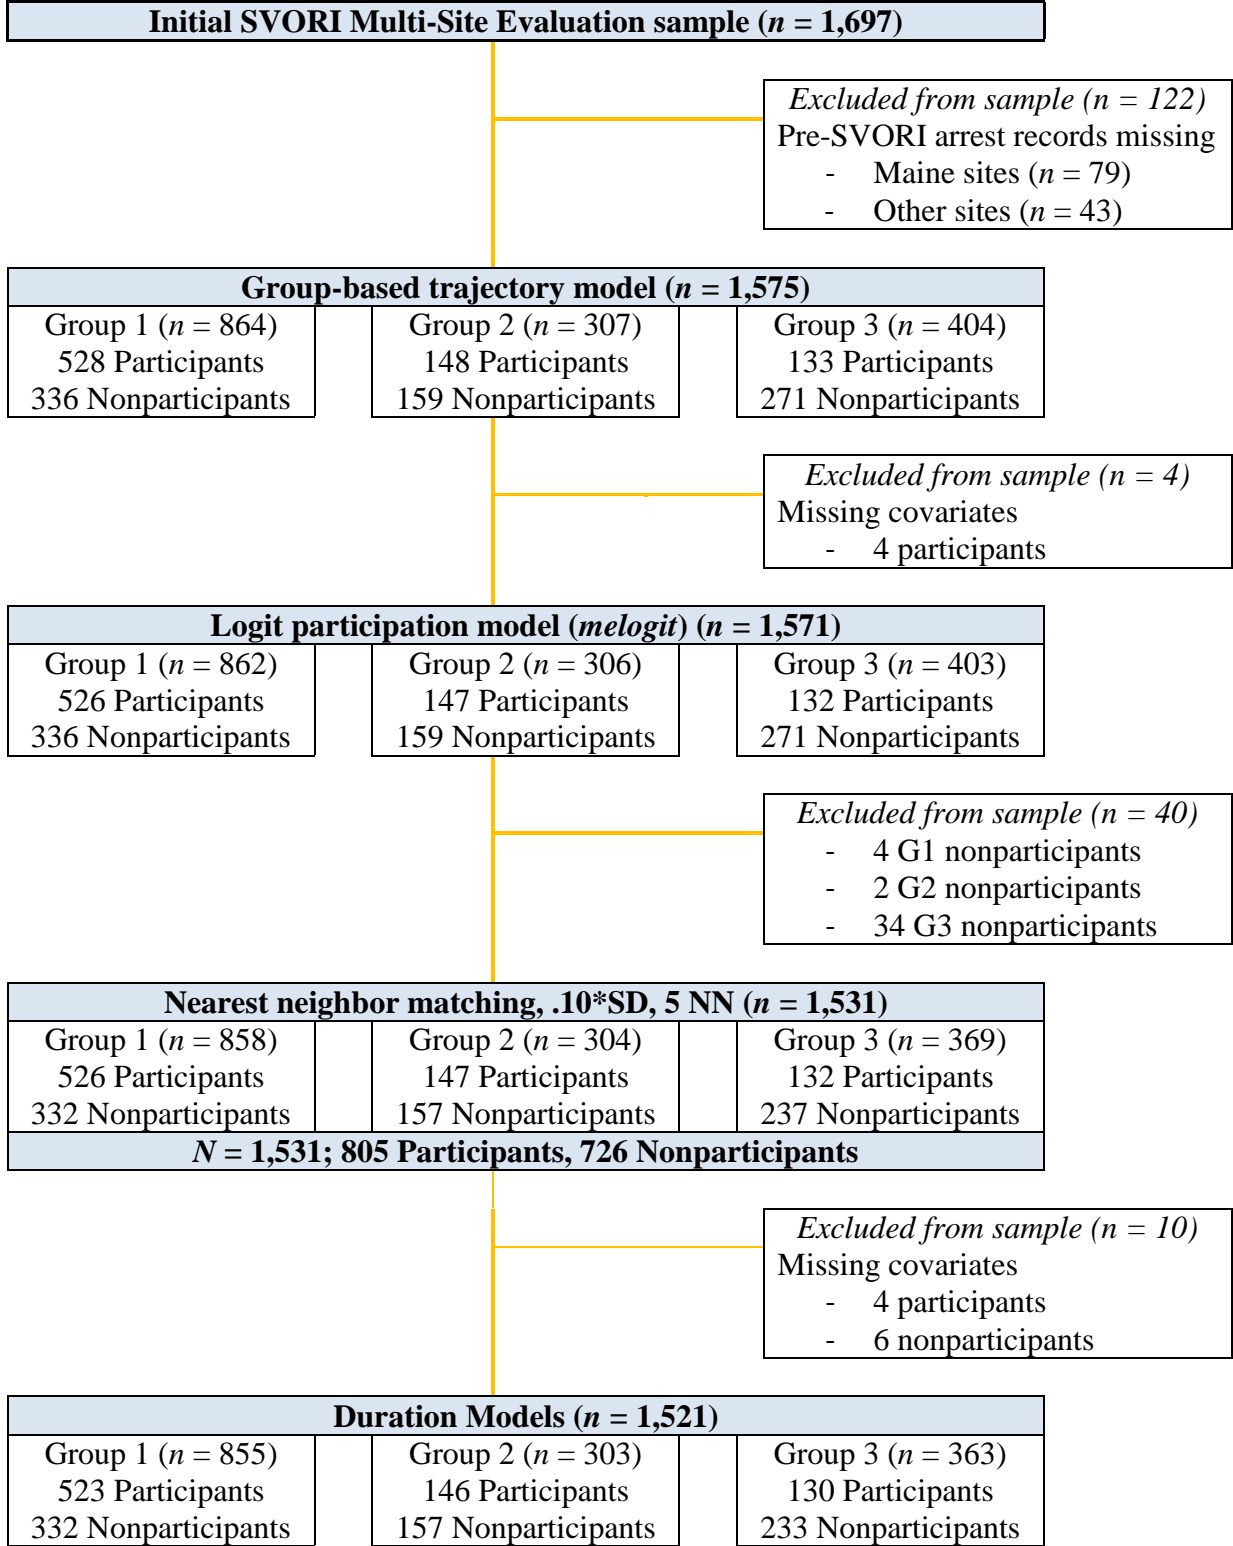 Initial SVORI Multi-Site Evaluation sample (n = 1,697)
Excluded from sample (n = 122)
Pre-SVORI arrest records missing
- Maine sites (n = 79)
- Other sites (n = 43)
Group-based trajectory model (n = 1,575)
Group 1 (n = 864)
528 Participants
336 Nonparticipants
Group 2 (n = 307)
148 Participants
159 Nonparticipants
Group 3 (n = 404)
133 Participants
271 Nonparticipants
Excluded from sample (n = 4)
Missing covariates
- 4 participants
Logit participation model (melogit) (n = 1,571)
Group 1 (n = 862)
526 Participants
336 Nonparticipants
Group 2 (n = 306)
147 Participants
159 Nonparticipants
Group 3 (n = 403)
132 Participants
271 Nonparticipants
Excluded from sample (n = 40)
- 4 G1 nonparticipants
- 2 G2 nonparticipants
- 34 G3 nonparticipants
Nearest neighbor matching, .10*SD, 5 NN (n = 1,531)
Group 1 (n = 858)
526 Participants
332 Nonparticipants
Group 2 (n = 304)
147 Participants
157 Nonparticipants
Group 3 (n = 369)
132 Participants
237 Nonparticipants
N = 1,531; 805 Participants, 726 Nonparticipants
Excluded from sample (n = 10)
Missing covariates
- 4 participants
- 6 nonparticipants
Duration Models (n = 1,521)
Group 1 (n = 855)
523 Participants
332 Nonparticipants
Group 2 (n = 303)
146 Participants
157 Nonparticipants
Group 3 (n = 363)
130 Participants
233 Nonparticipants